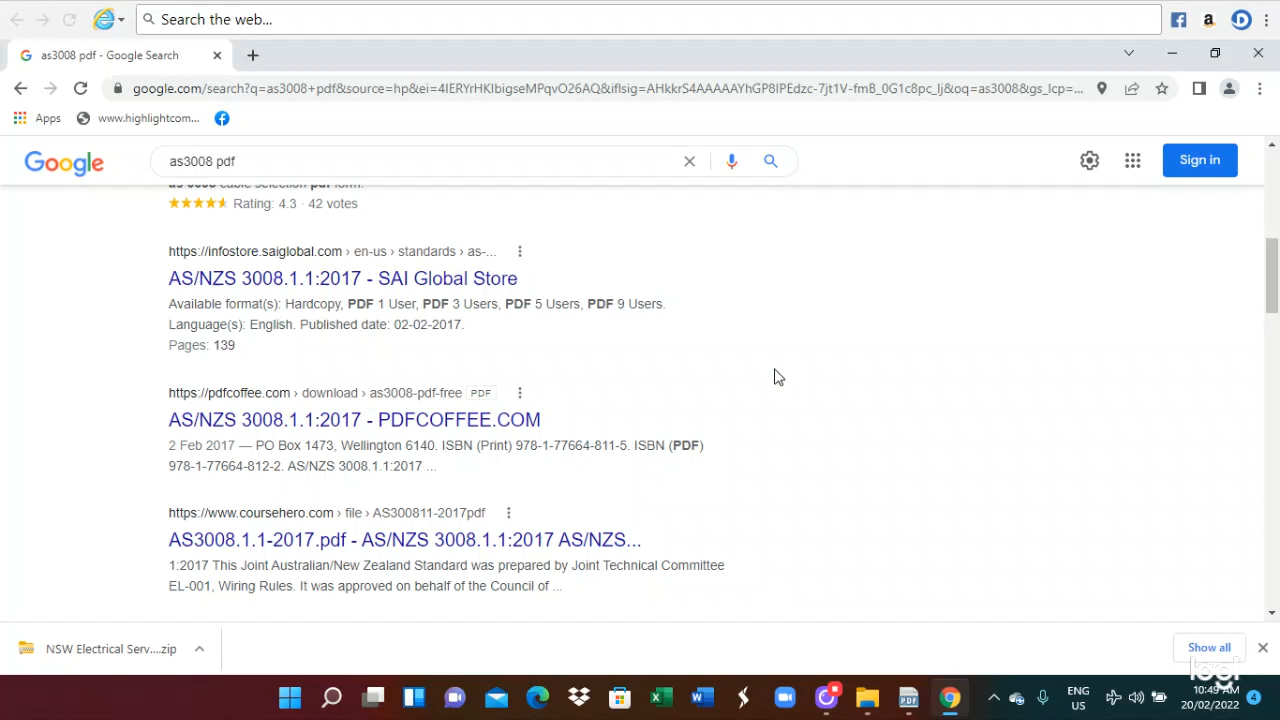 Search the web...
as3008 pdf - Google Search
google.com/search?q=as3008+pdf&source=hp&ei=4IERYrHKIbigseMPqvO26AQ&iflsig=AHkkrS4AAAAAYhGP8IPEdzc-7jt1V-fmB_0G1c8pc_Ij&oq=as3008&gs_lcp=...
Apps www.highlightcom...
Google as3008 pdf Sign in
as 3008 cable selection pdf form.
Rating: 4.3 · 42 votes
https://infostore.saiglobal.com › en-us › standards › as-...
AS/NZS 3008.1.1:2017 - SAI Global Store
Available format(s): Hardcopy, PDF 1 User, PDF 3 Users, PDF 5 Users, PDF 9 Users.
Language(s): English. Published date: 02-02-2017.
Pages: 139
https://pdfcoffee.com › download › as3008-pdf-free PDF
AS/NZS 3008.1.1:2017 - PDFCOFFEE.COM
2 Feb 2017 — PO Box 1473, Wellington 6140. ISBN (Print) 978-1-77664-811-5. ISBN (PDF)
978-1-77664-812-2. AS/NZS 3008.1.1:2017 ...
https://www.coursehero.com › file › AS300811-2017pdf
AS3008.1.1-2017.pdf - AS/NZS 3008.1.1:2017 AS/NZS...
1:2017 This Joint Australian/New Zealand Standard was prepared by Joint Technical Committee
EL-001, Wiring Rules. It was approved on behalf of the Council of ...
NSW Electrical Serv....zip Show all
ENG
US
10:49 AM
20/02/2022
4